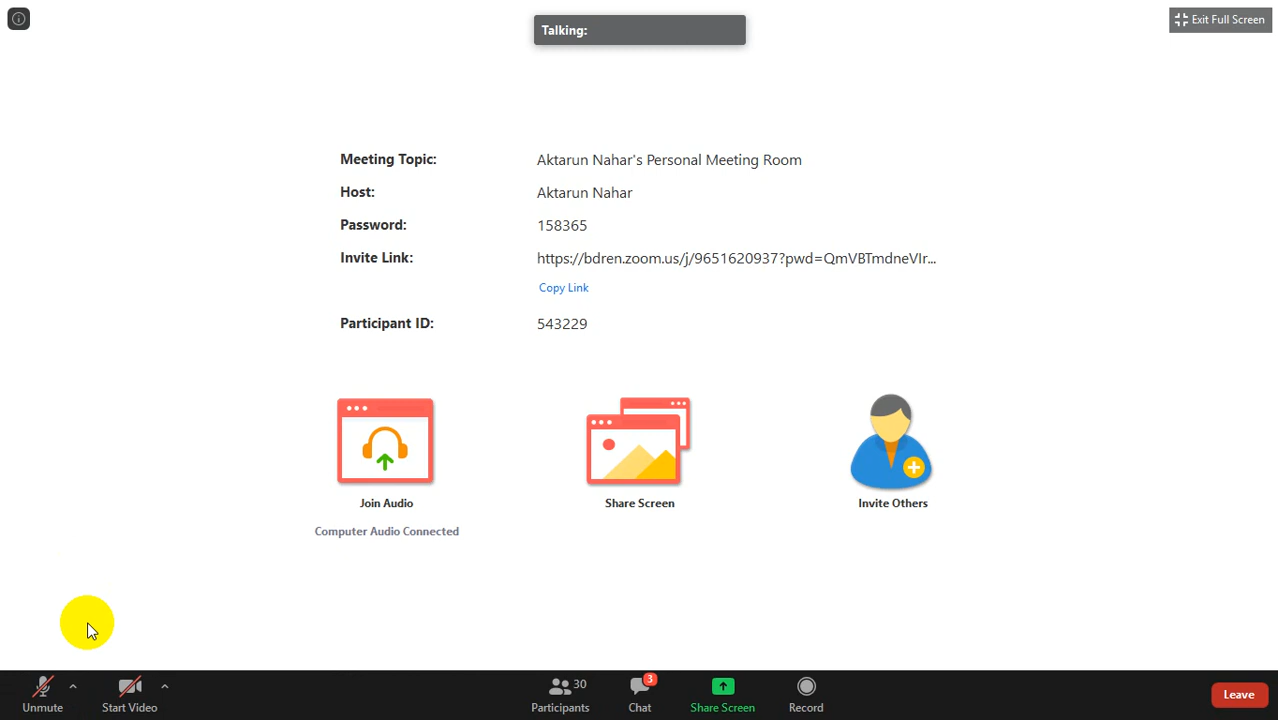 Talking:
Exit Full Screen
Meeting Topic: Aktarun Nahar's Personal Meeting Room
Host: Aktarun Nahar
Password: 158365
Invite Link: https://bdren.zoom.us/j/9651620937?pwd=QmVBTmdneVIr...
Copy Link
Participant ID: 543229
Join Audio Share Screen Invite Others
Computer Audio Connected
30 3
Unmute Start Video Participants Chat Share Screen Record Leave